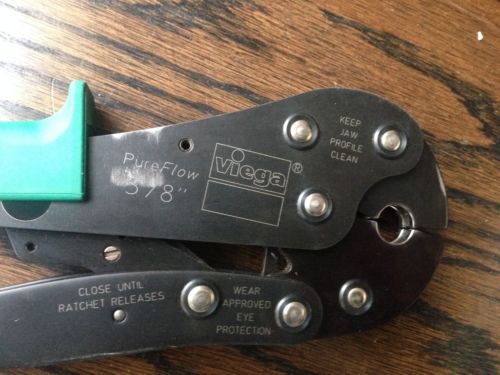 KEEP
JAW
PROFILE
CLEAN
PureFlow
3/8"
viega®
CLOSE UNTIL
RATCHET RELEASES
WEAR
APPROVED
EYE
PROTECTION